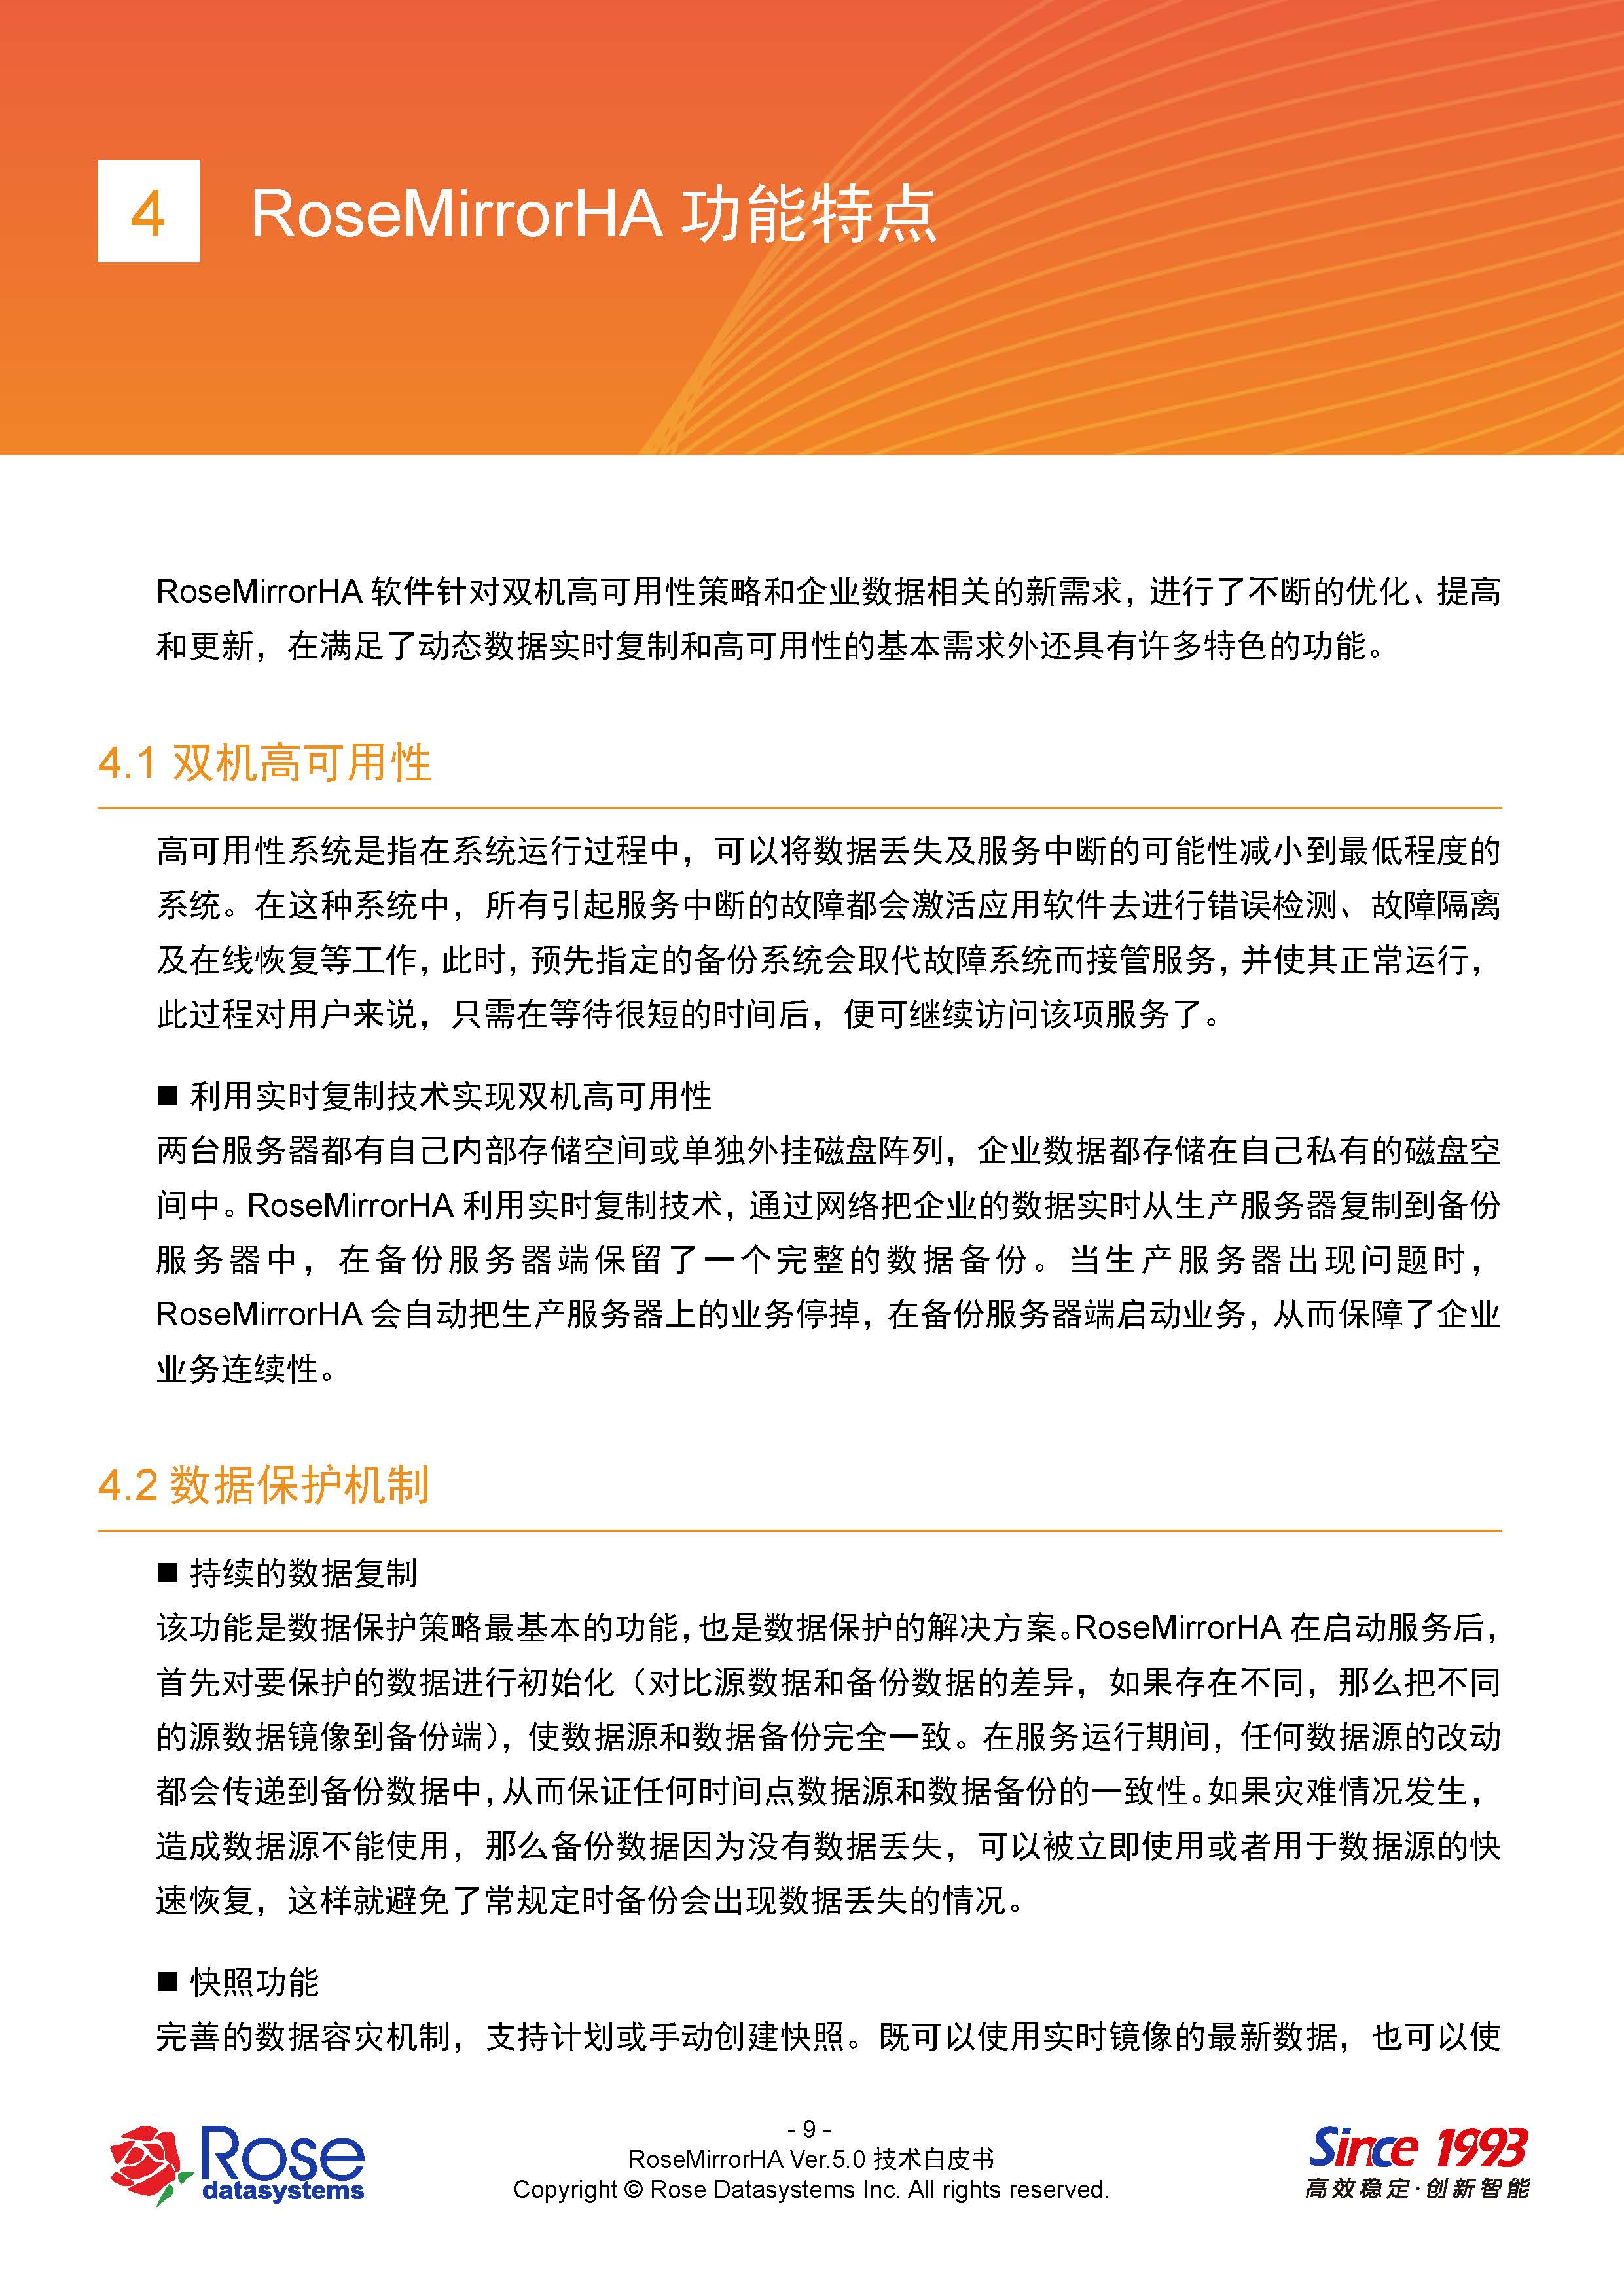 4
RoseMirrorHA 功能特点
RoseMirrorHA 软件针对双机高可用性策略和企业数据相关的新需求，进行了不断的优化、提高
和更新，在满足了动态数据实时复制和高可用性的基本需求外还具有许多特色的功能。
4.1 双机高可用性
高可用性系统是指在系统运行过程中，可以将数据丢失及服务中断的可能性减小到最低程度的
系统。在这种系统中，所有引起服务中断的故障都会激活应用软件去进行错误检测、故障隔离
及在线恢复等工作，此时，预先指定的备份系统会取代故障系统而接管服务，并使其正常运行，
此过程对用户来说，只需在等待很短的时间后，便可继续访问该项服务了。
■ 利用实时复制技术实现双机高可用性
两台服务器都有自己内部存储空间或单独外挂磁盘阵列，企业数据都存储在自己私有的磁盘空
间中。RoseMirrorHA 利用实时复制技术，通过网络把企业的数据实时从生产服务器复制到备份
服务器中，在备份服务器端保留了一个完整的数据备份。当生产服务器出现问题时，
RoseMirrorHA 会自动把生产服务器上的业务停掉，在备份服务器端启动业务，从而保障了企业
业务连续性。
4.2 数据保护机制
■ 持续的数据复制
该功能是数据保护策略最基本的功能，也是数据保护的解决方案。RoseMirrorHA 在启动服务后，
首先对要保护的数据进行初始化（对比源数据和备份数据的差异，如果存在不同，那么把不同
的源数据镜像到备份端），使数据源和数据备份完全一致。在服务运行期间，任何数据源的改动
都会传递到备份数据中，从而保证任何时间点数据源和数据备份的一致性。如果灾难情况发生，
造成数据源不能使用，那么备份数据因为没有数据丢失，可以被立即使用或者用于数据源的快
速恢复，这样就避免了常规定时备份会出现数据丢失的情况。
■ 快照功能
完善的数据容灾机制，支持计划或手动创建快照。既可以使用实时镜像的最新数据，也可以使
Rose
datasystems
- 9 -
RoseMirrorHA Ver.5.0 技术白皮书
Copyright © Rose Datasystems Inc. All rights reserved.
Since 1993
高效稳定·创新智能